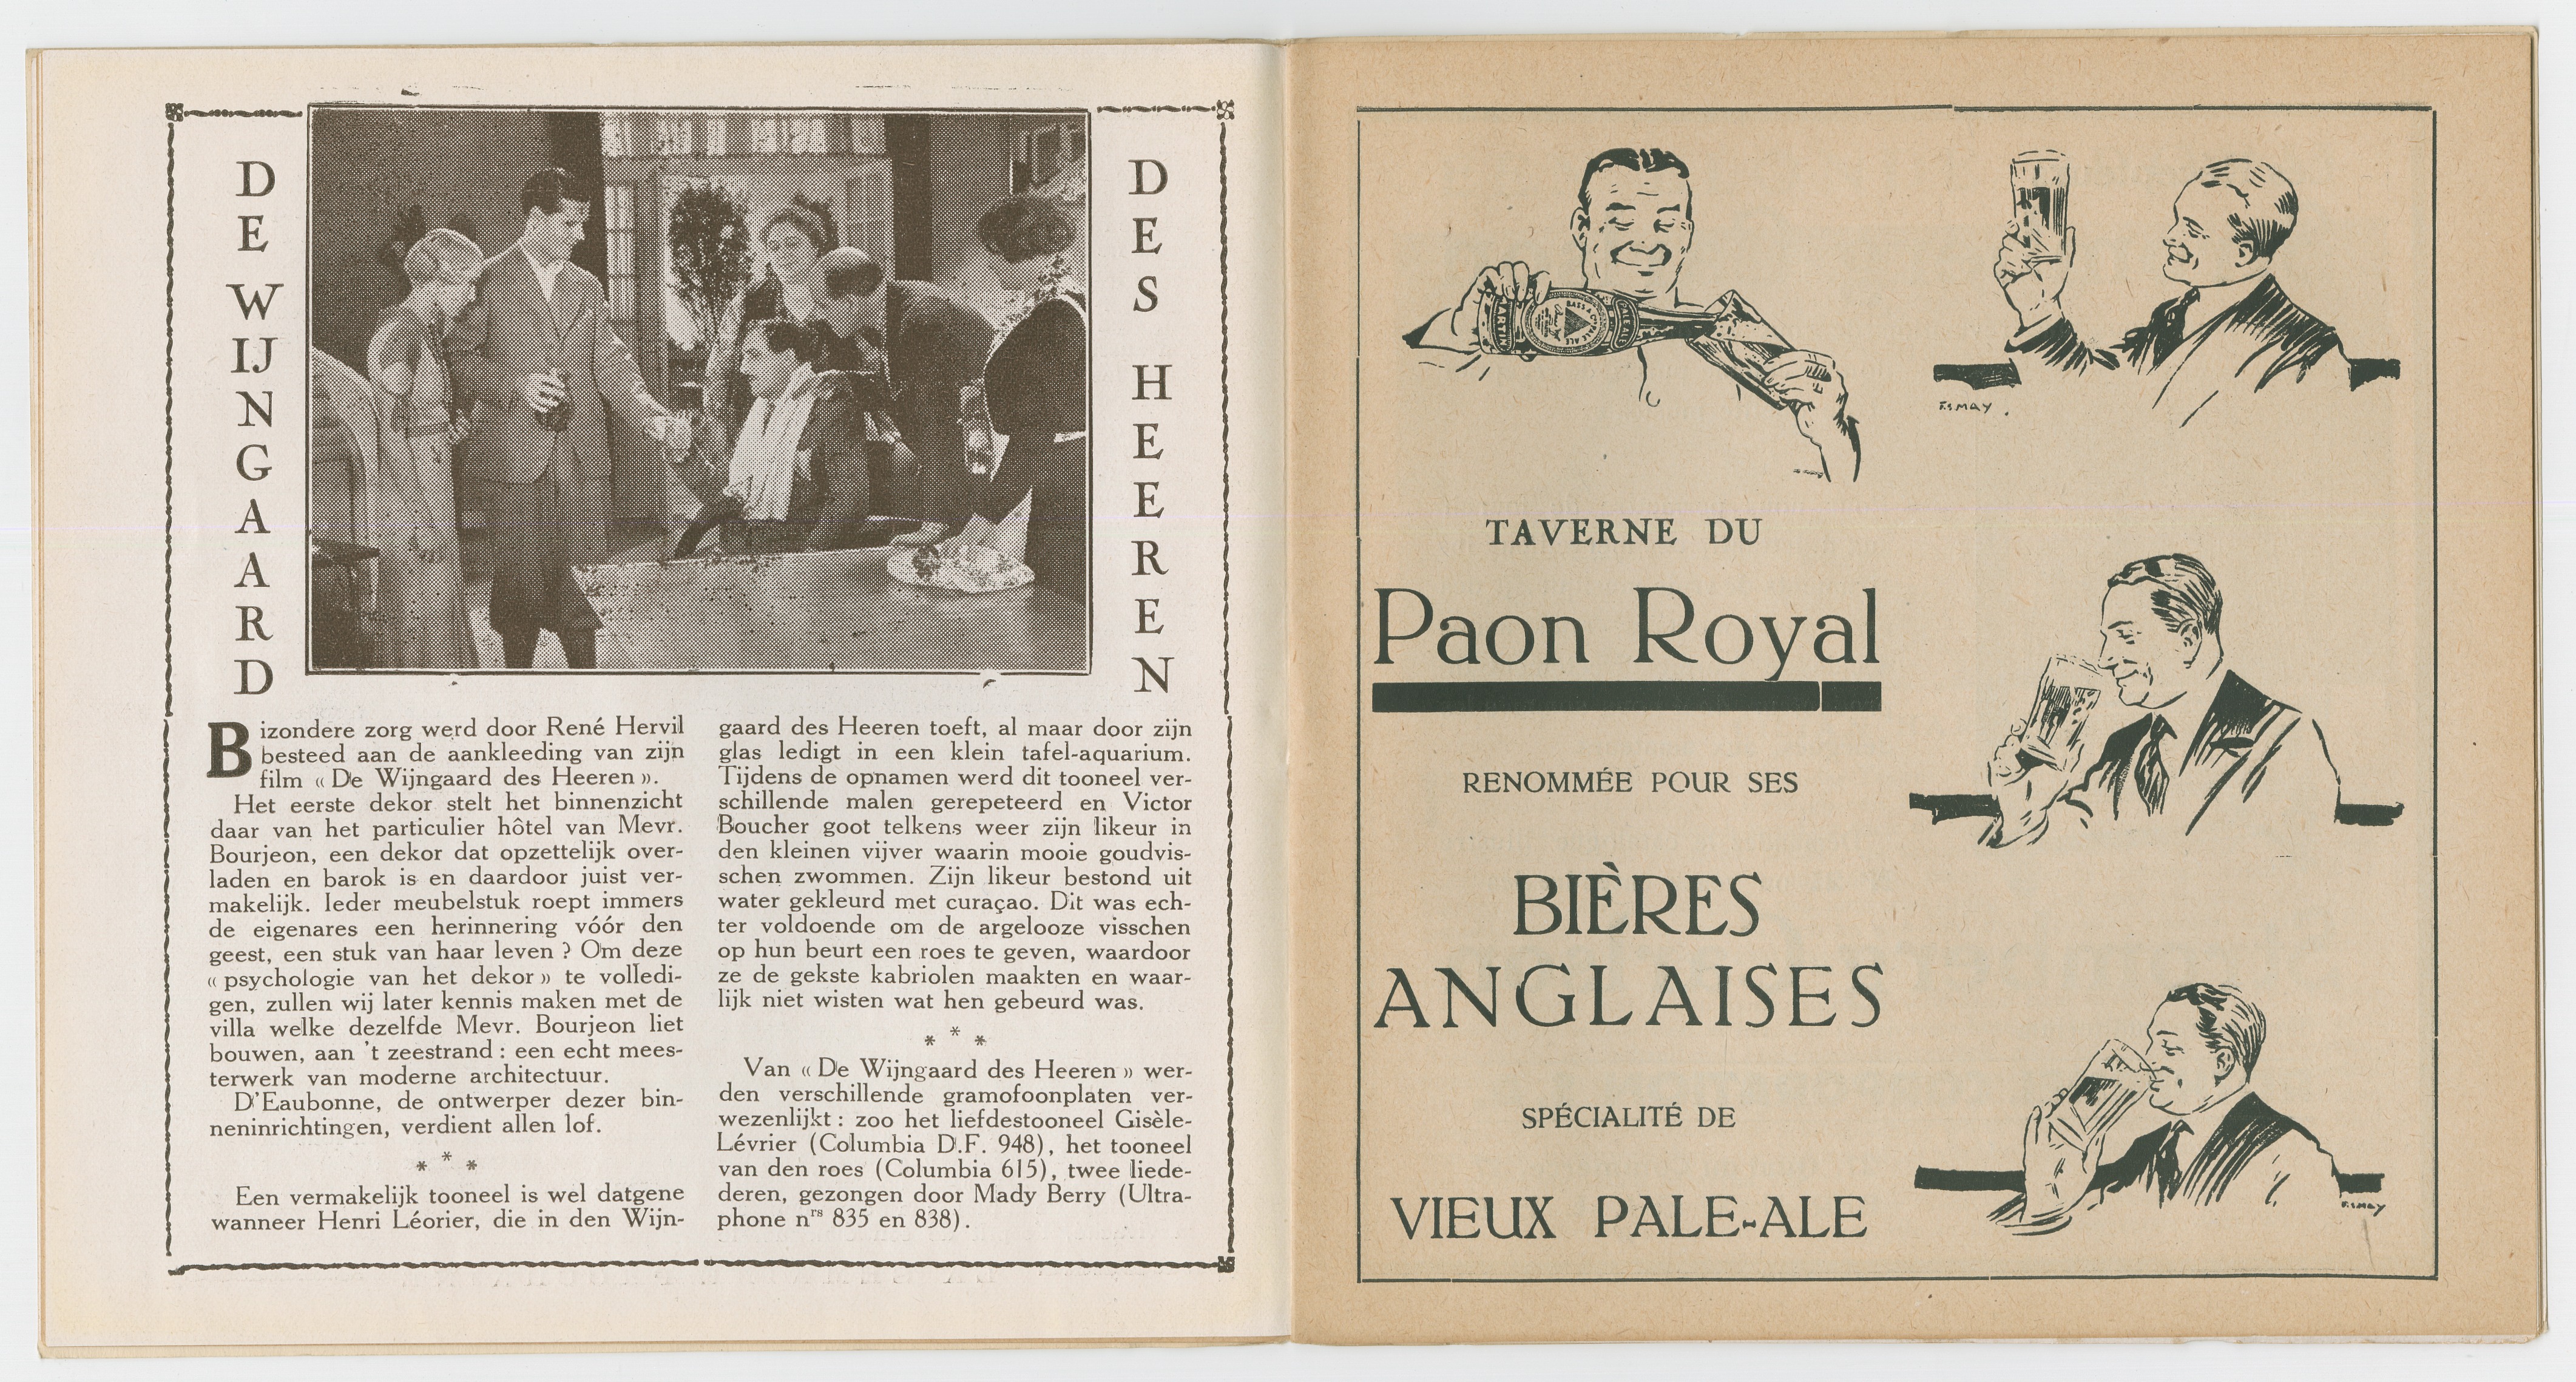 DE WIJNGAARD
DES HEEREN
Bizondere zorg werd door René Hervil
besteed aan de aankleeding van zijn
film « De Wijngaard des Heeren ».
Het eerste dekor stelt het binnenzicht
daar van het particulier hôtel van Mevr.
Bourjeon, een dekor dat opzettelijk over-
laden en barok is en daardoor juist ver-
makelijk. Ieder meubelstuk roept immers
de eigenares een herinnering vóór den
geest, een stuk van haar leven ? Om deze
« psychologie van het dekor » te volledi-
gen, zullen wij later kennis maken met de
villa welke dezelfde Mevr. Bourjeon liet
bouwen, aan 't zeestrand : een echt mees-
terwerk van moderne architectuur.
D'Eaubonne, de ontwerper dezer bin-
neninrichtingen, verdient allen lof.
* * *
Een vermakelijk tooneel is wel datgene
wanneer Henri Léorier, die in den Wijn-
gaard des Heeren toeft, al maar door zijn
glas ledigt in een klein tafel-aquarium.
Tijdens de opnamen werd dit tooneel ver-
schillende malen gerepeteerd en Victor
Boucher goot telkens weer zijn likeur in
den kleinen vijver waarin mooie goudvis-
schen zwommen. Zijn likeur bestond uit
water gekleurd met curaçao. Dit was ech-
ter voldoende om de argelooze visschen
op hun beurt een roes te geven, waardoor
ze de gekste kabriolen maakten en waar-
lijk niet wisten wat hen gebeurd was.
* * *
Van « De Wijngaard des Heeren » wer-
den verschillende gramofoonplaten ver-
wezenlijkt : zoo het liefdestooneel Gisèle-
Lévrier (Columbia D.F. 948), het tooneel
van den roes (Columbia 615), twee liede-
deren, gezongen door Mady Berry (Ultra-
phone nrs 835 en 838).
MARTIN
BASS
PALE ALE
F.S.MAY.
TAVERNE DU
Paon Royal
RENOMMÉE POUR SES
BIÈRES
ANGLAISES
SPÉCIALITÉ DE
VIEUX PALE-ALE
F.S.MAY